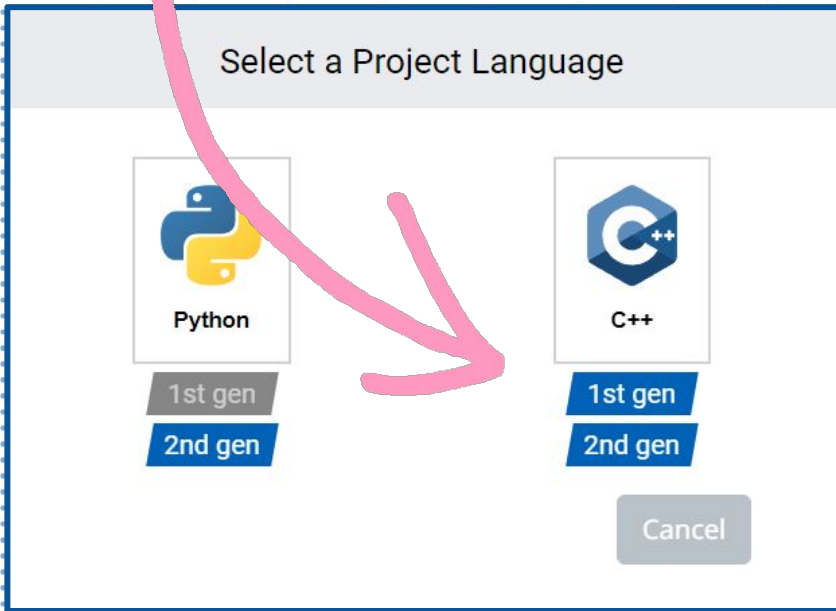 Select a Project Language
C++
Python
C++
1st gen
1st gen
2nd gen
2nd gen
Cancel